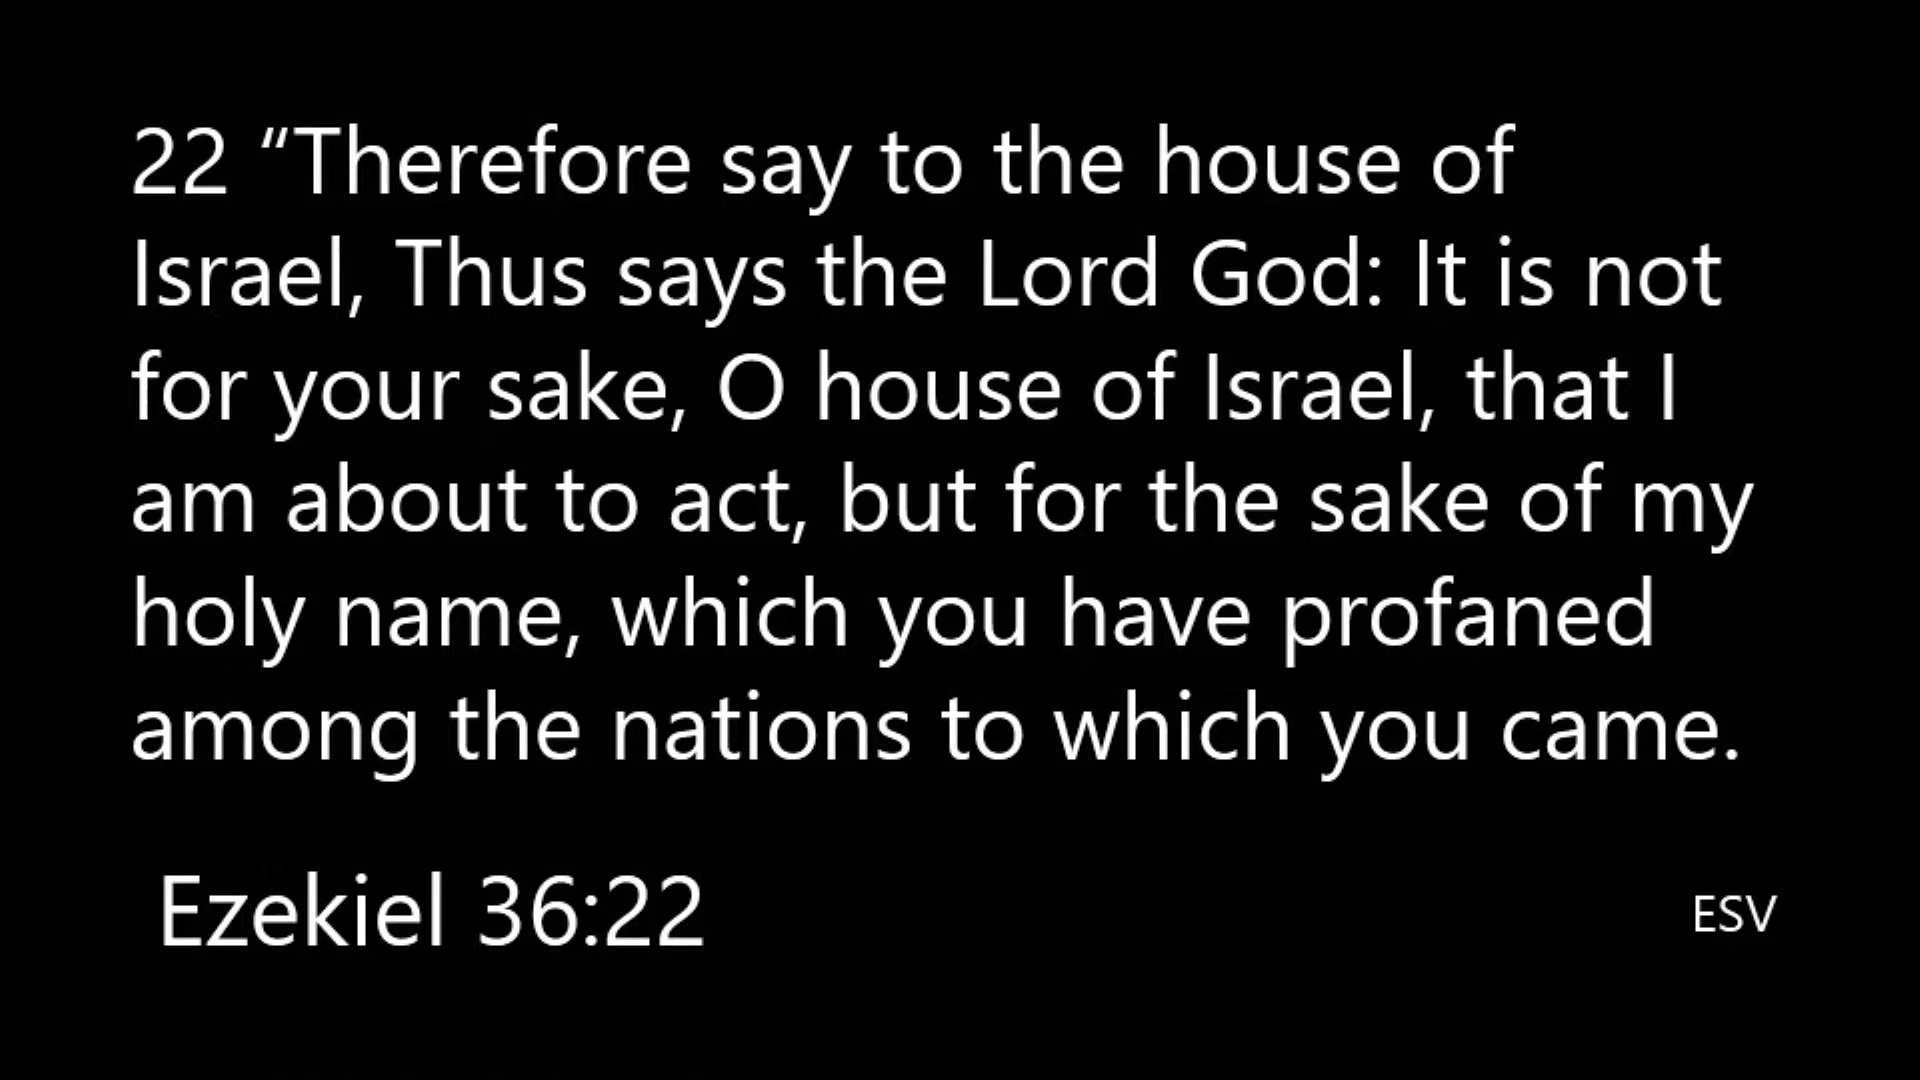 22 “Therefore say to the house of
Israel, Thus says the Lord God: It is not
for your sake, O house of Israel, that I
am about to act, but for the sake of my
holy name, which you have profaned
among the nations to which you came.
Ezekiel 36:22
ESV